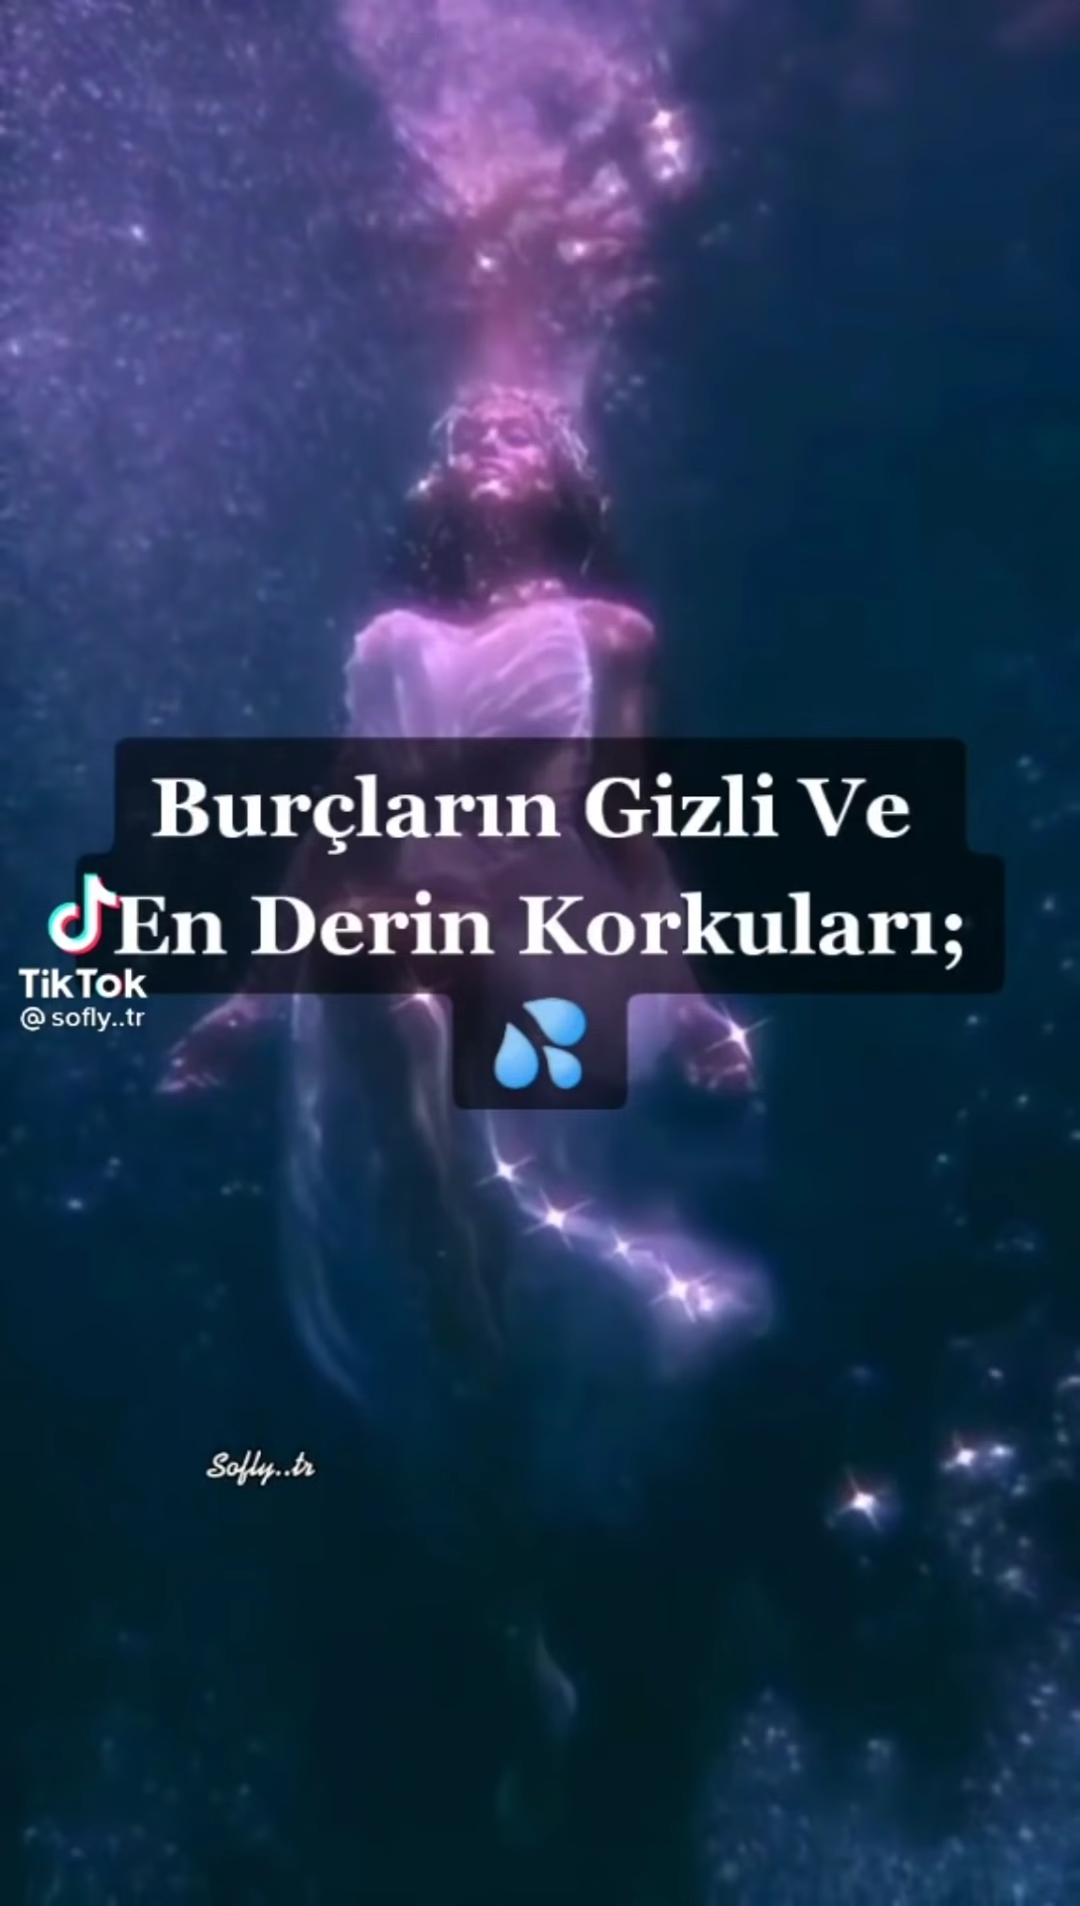 Burçların Gizli Ve
En Derin Korkuları;
💦
TikTok
@ sofly..tr
Sofly..tr